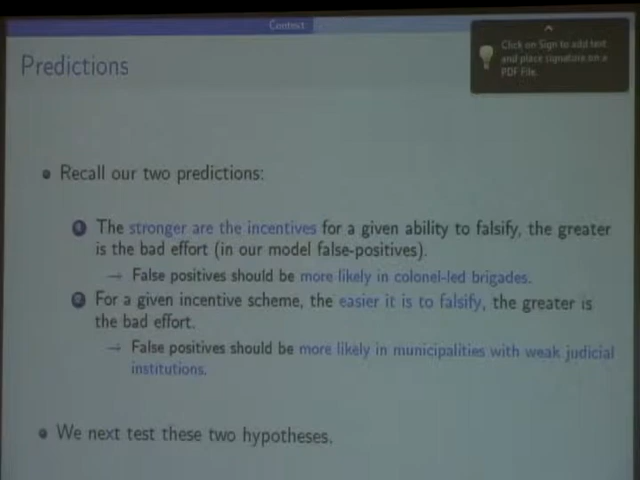 Context
Click on Sign to add text
and place signature on a
PDF File.
Predictions
Recall our two predictions:
1 The stronger are the incentives for a given ability to falsify, the greater
is the bad effort (in our model false-positives).
→ False positives should be more likely in colonel-led brigades.
2 For a given incentive scheme, the easier it is to falsify, the greater is
the bad effort.
→ False positives should be more likely in municipalities with weak judicial
institutions.
We next test these two hypotheses.